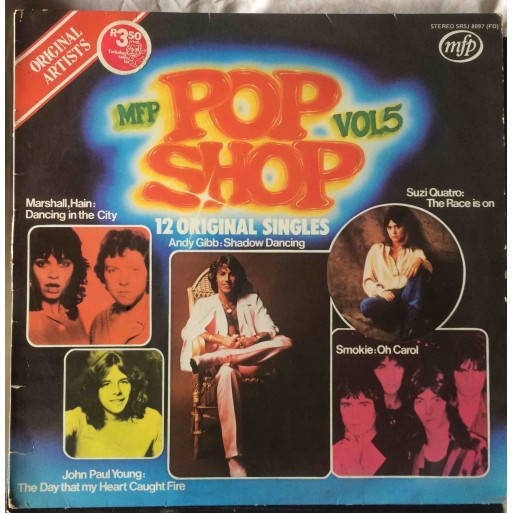 ORIGINAL
ARTISTS
R3.50
STEREO SRSJ 8097 (FD)
mfp
MFP POP VOL5
SHOP
12 ORIGINAL SINGLES
Marshall, Hain:
Dancing in the City
Andy Gibb: Shadow Dancing
Suzi Quatro:
The Race is on
Smokie: Oh Carol
John Paul Young:
The Day that my Heart Caught Fire